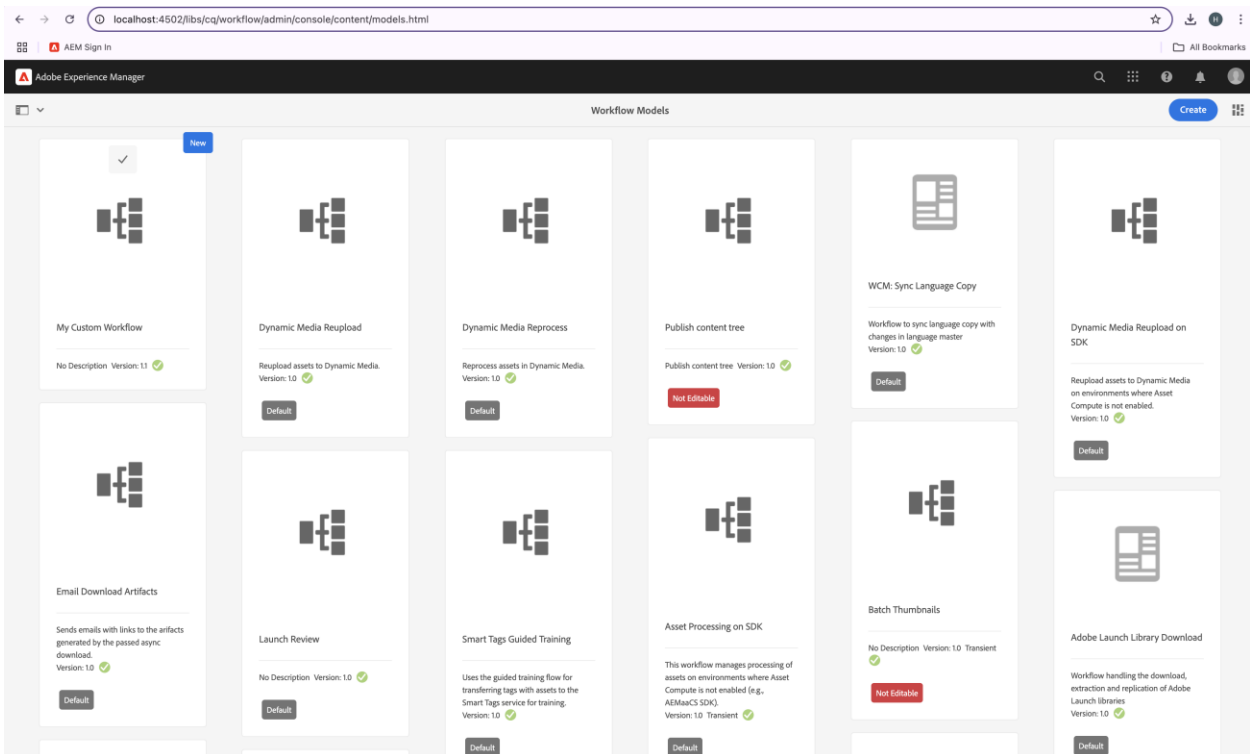 localhost:4502/libs/cq/workflow/admin/console/content/models.html
H
AEM Sign In
All Bookmarks
Adobe Experience Manager
Workflow Models
Create
New
My Custom Workflow
No Description Version: 1.1
Dynamic Media Reupload
Reupload assets to Dynamic Media.
Version: 1.0
Default
Dynamic Media Reprocess
Reprocess assets in Dynamic Media.
Version: 1.0
Default
Publish content tree
Publish content tree Version: 1.0
Not Editable
WCM: Sync Language Copy
Workflow to sync language copy with
changes in language master
Version: 1.0
Default
Dynamic Media Reupload on
SDK
Reupload assets to Dynamic Media
on environments where Asset
Compute is not enabled.
Version: 1.0
Default
Email Download Artifacts
Sends emails with links to the arifacts
generated by the passed async
download.
Version: 1.0
Default
Launch Review
No Description Version: 1.0
Default
Smart Tags Guided Training
Uses the guided training flow for
transferring tags with assets to the
Smart Tags service for training.
Version: 1.0
Default
Asset Processing on SDK
This workflow manages processing of
assets on environments where Asset
Compute is not enabled (e.g.,
AEMaaCS SDK).
Version: 1.0 Transient
Default
Batch Thumbnails
No Description Version: 1.0 Transient
Not Editable
Adobe Launch Library Download
Workflow handling the download,
extraction and replication of Adobe
Launch libraries
Version: 1.0
Default